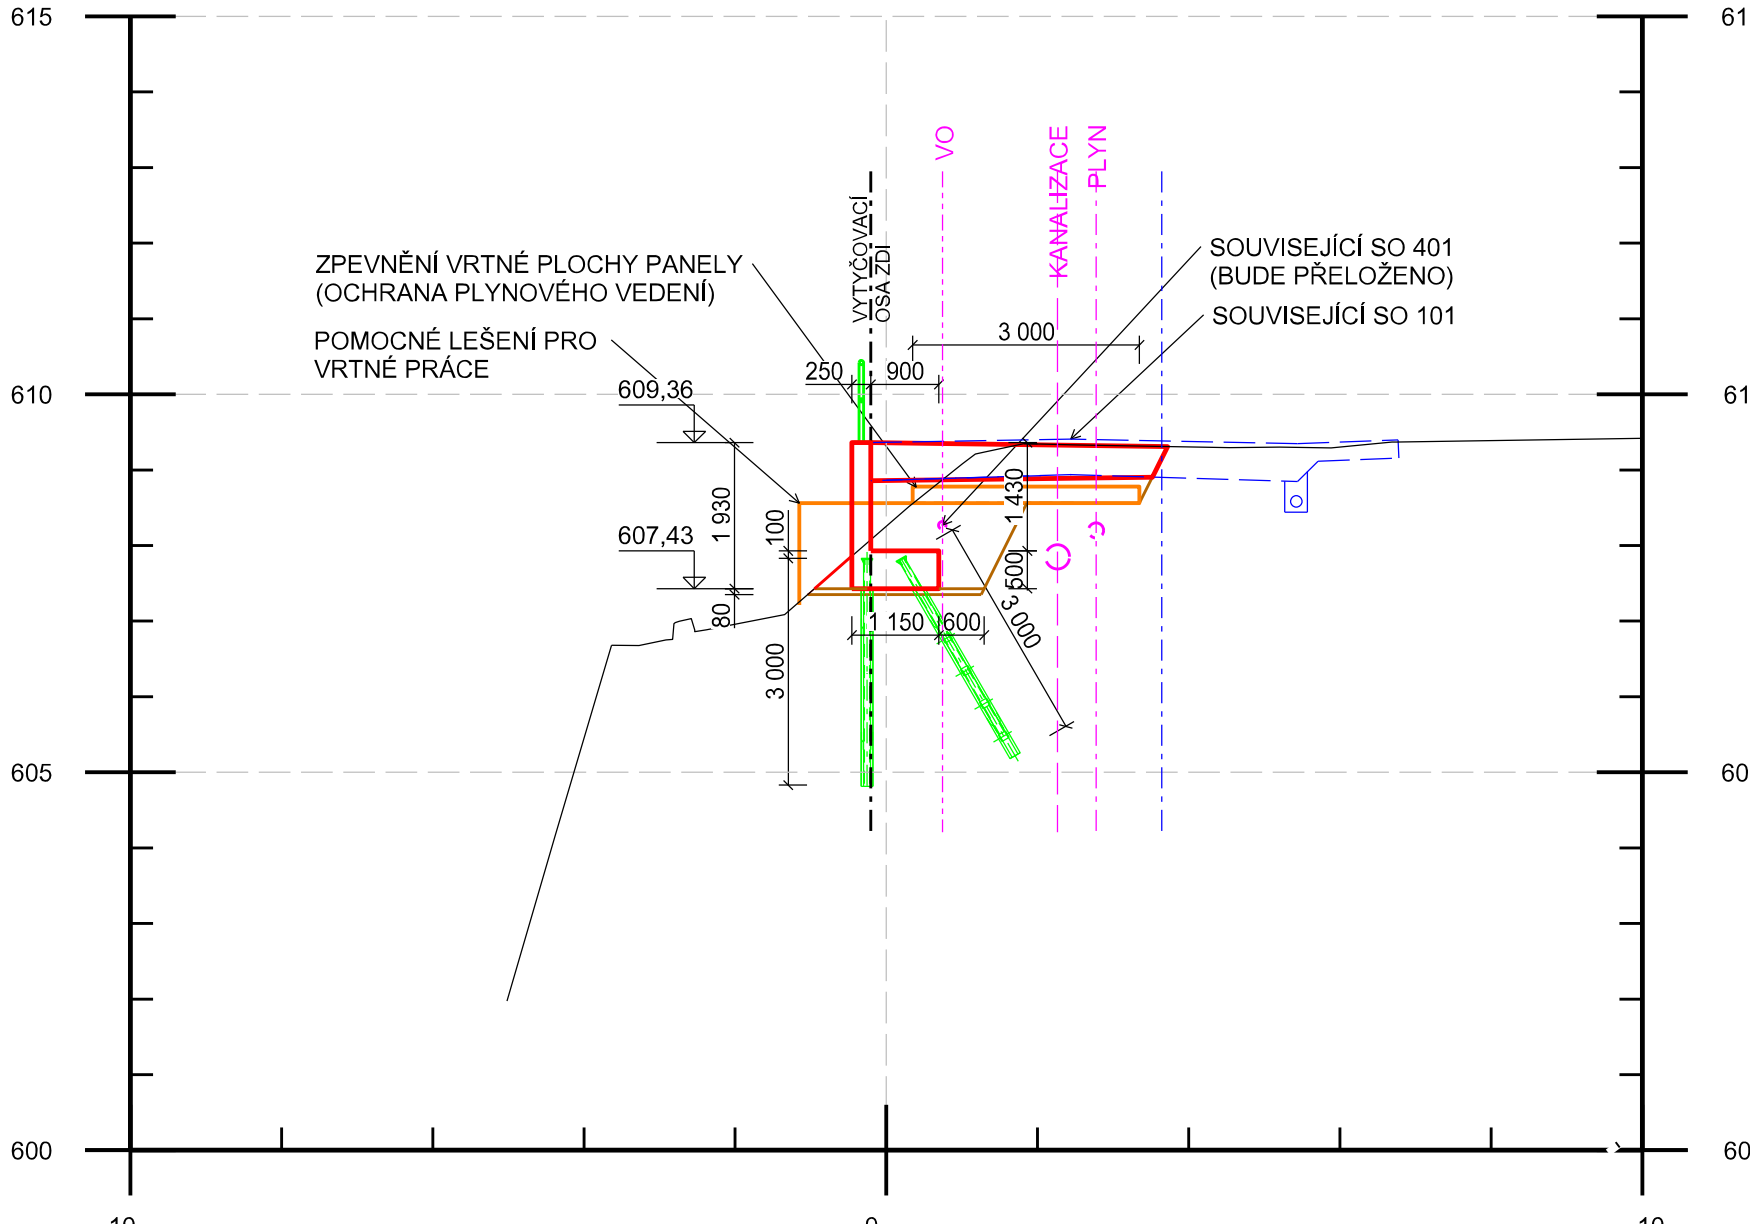 615
61
VO
KANALIZACE
PLYN
VYTYČOVACÍ
OSA ZDÍ
ZPEVNĚNÍ VRTNÉ PLOCHY PANELY
(OCHRANA PLYNOVÉHO VEDENÍ)
SOUVISEJÍCÍ SO 401
(BUDE PŘELOŽENO)
POMOCNÉ LEŠENÍ PRO
VRTNÉ PRÁCE
SOUVISEJÍCÍ SO 101
3 000
250
900
610
609,36
61
1 930
100
1 430
607,43
500
80
1 150
600
3 000
3 000
605
60
600
60